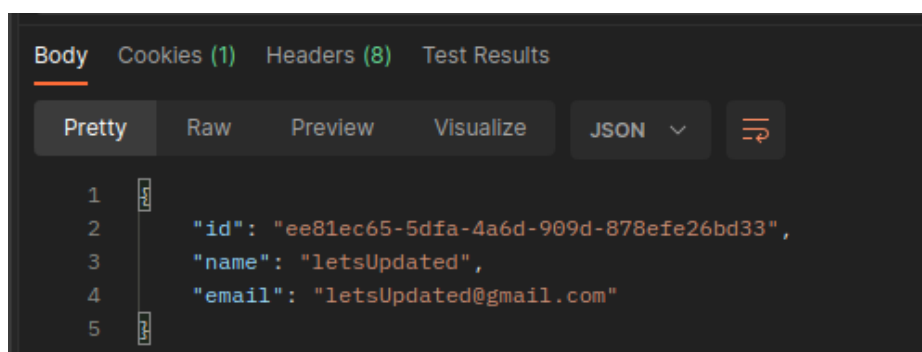 Body Cookies (1) Headers (8) Test Results
Pretty Raw Preview Visualize JSON
1 {
2 "id": "ee81ec65-5dfa-4a6d-909d-878efe26bd33",
3 "name": "letsUpdated",
4 "email": "letsUpdated@gmail.com"
5 }